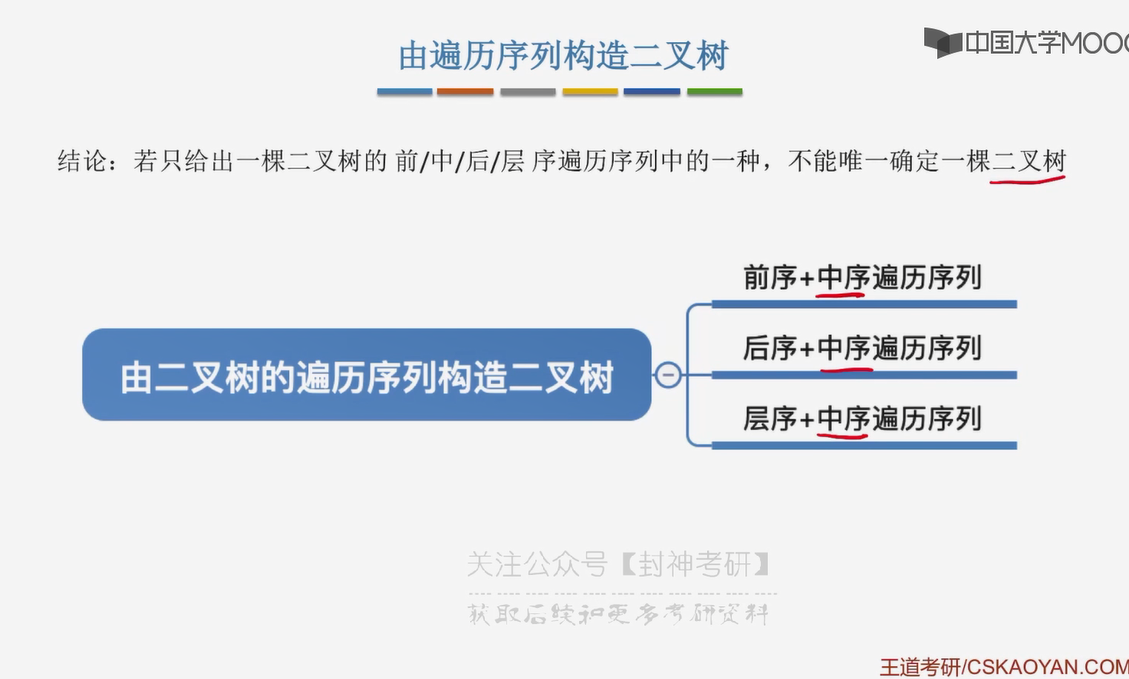 由遍历序列构造二叉树
中国大学MOOC
结论：若只给出一棵二叉树的 前/中/后/层 序遍历序列中的一种，不能唯一确定一棵二叉树
前序+中序遍历序列
由二叉树的遍历序列构造二叉树
后序+中序遍历序列
层序+中序遍历序列
关注公众号【封神考研】
获取后续和更多考研资料
王道考研/CSKAOYAN.COM